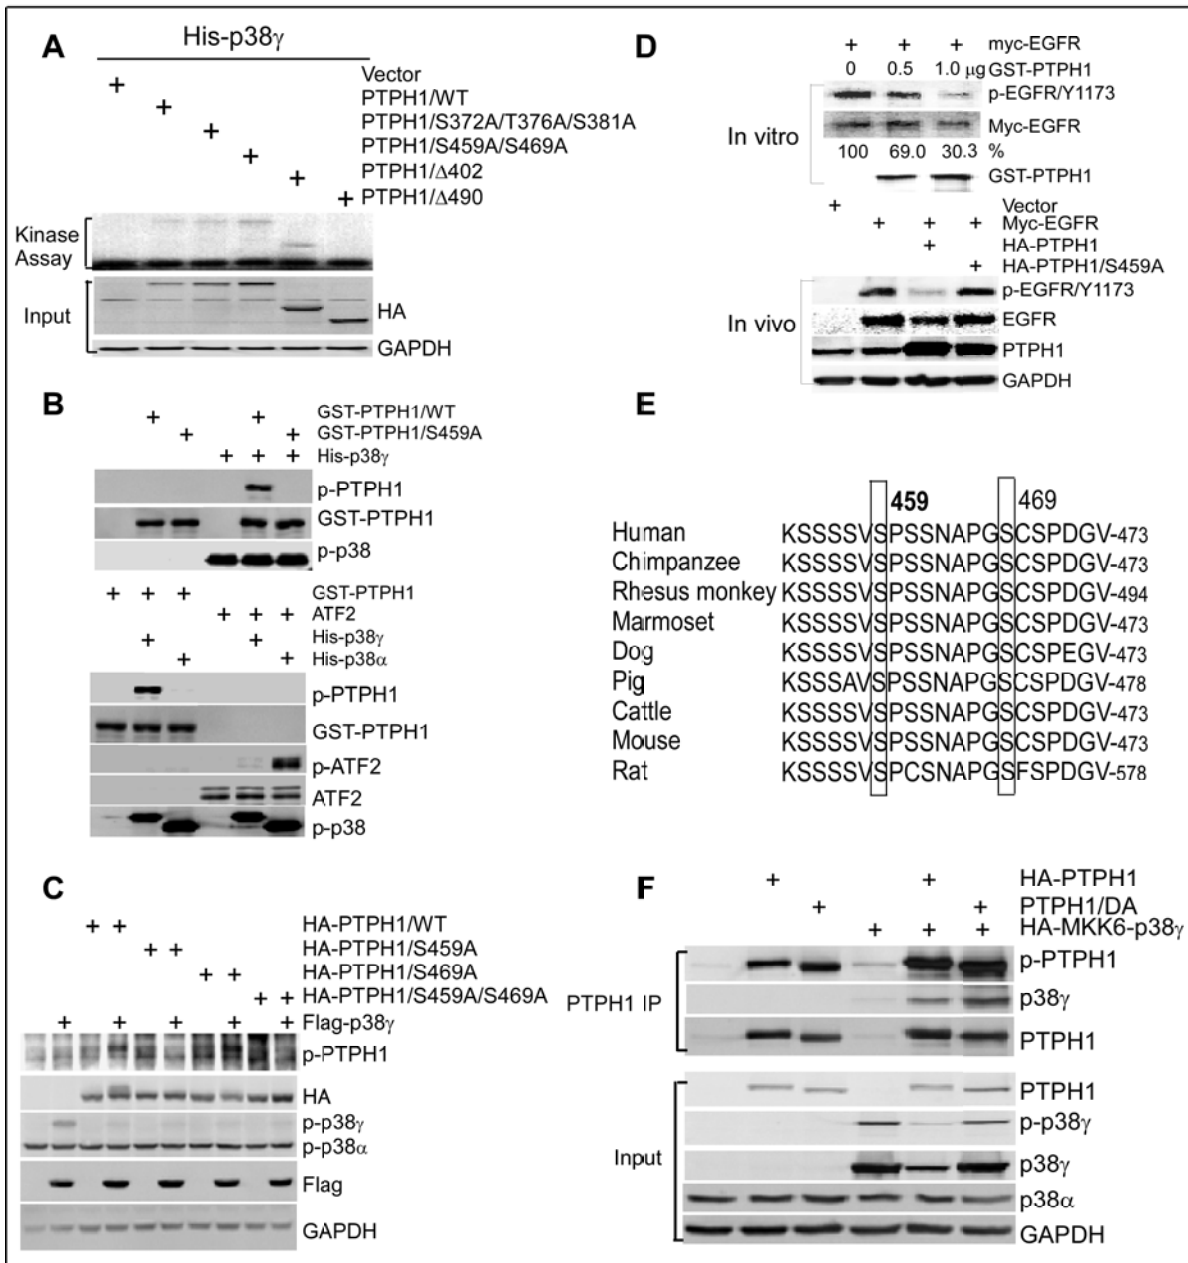 A
His-p38γ
+ Vector
+ PTPH1/WT
+ PTPH1/S372A/T376A/S381A
+ PTPH1/S459A/S469A
+ PTPH1/Δ402
+ PTPH1/Δ490
Kinase Assay
Input
HA
GAPDH
B
+ + GST-PTPH1/WT
+ + GST-PTPH1/S459A
+ + + His-p38γ
p-PTPH1
GST-PTPH1
p-p38
+ + + GST-PTPH1
+ + + ATF2
+ + His-p38γ
+ + His-p38α
p-PTPH1
GST-PTPH1
p-ATF2
ATF2
p-p38
C
+ + HA-PTPH1/WT
+ + HA-PTPH1/S459A
+ + HA-PTPH1/S469A
+ + HA-PTPH1/S459A/S469A
+ + + + + Flag-p38γ
p-PTPH1
HA
p-p38γ
p-p38α
Flag
GAPDH
D
+ + + myc-EGFR
0 0.5 1.0 μg GST-PTPH1
In vitro
p-EGFR/Y1173
Myc-EGFR
100 69.0 30.3 %
GST-PTPH1
+ Vector
+ + + Myc-EGFR
+ HA-PTPH1
+ HA-PTPH1/S459A
In vivo
p-EGFR/Y1173
EGFR
PTPH1
GAPDH
E
459 469
Human KSSSSVSPSSNAPGSCSPDGV-473
Chimpanzee KSSSSVSPSSNAPGSCSPDGV-473
Rhesus monkey KSSSSVSPSSNAPGSCSPDGV-494
Marmoset KSSSSVSPSSNAPGSCSPDGV-473
Dog KSSSSVSPSSNAPGSCSPEGV-473
Pig KSSSAVSPSSNAPGSCSPDGV-478
Cattle KSSSSVSPSSNAPGSCSPDGV-473
Mouse KSSSSVSPSSNAPGSCSPDGV-473
Rat KSSSSVSPCSNAPGSFSPDGV-578
F
+ + HA-PTPH1
+ + PTPH1/DA
+ + + HA-MKK6-p38γ
PTPH1 IP
p-PTPH1
p38γ
PTPH1
Input
PTPH1
p-p38γ
p38γ
p38α
GAPDH